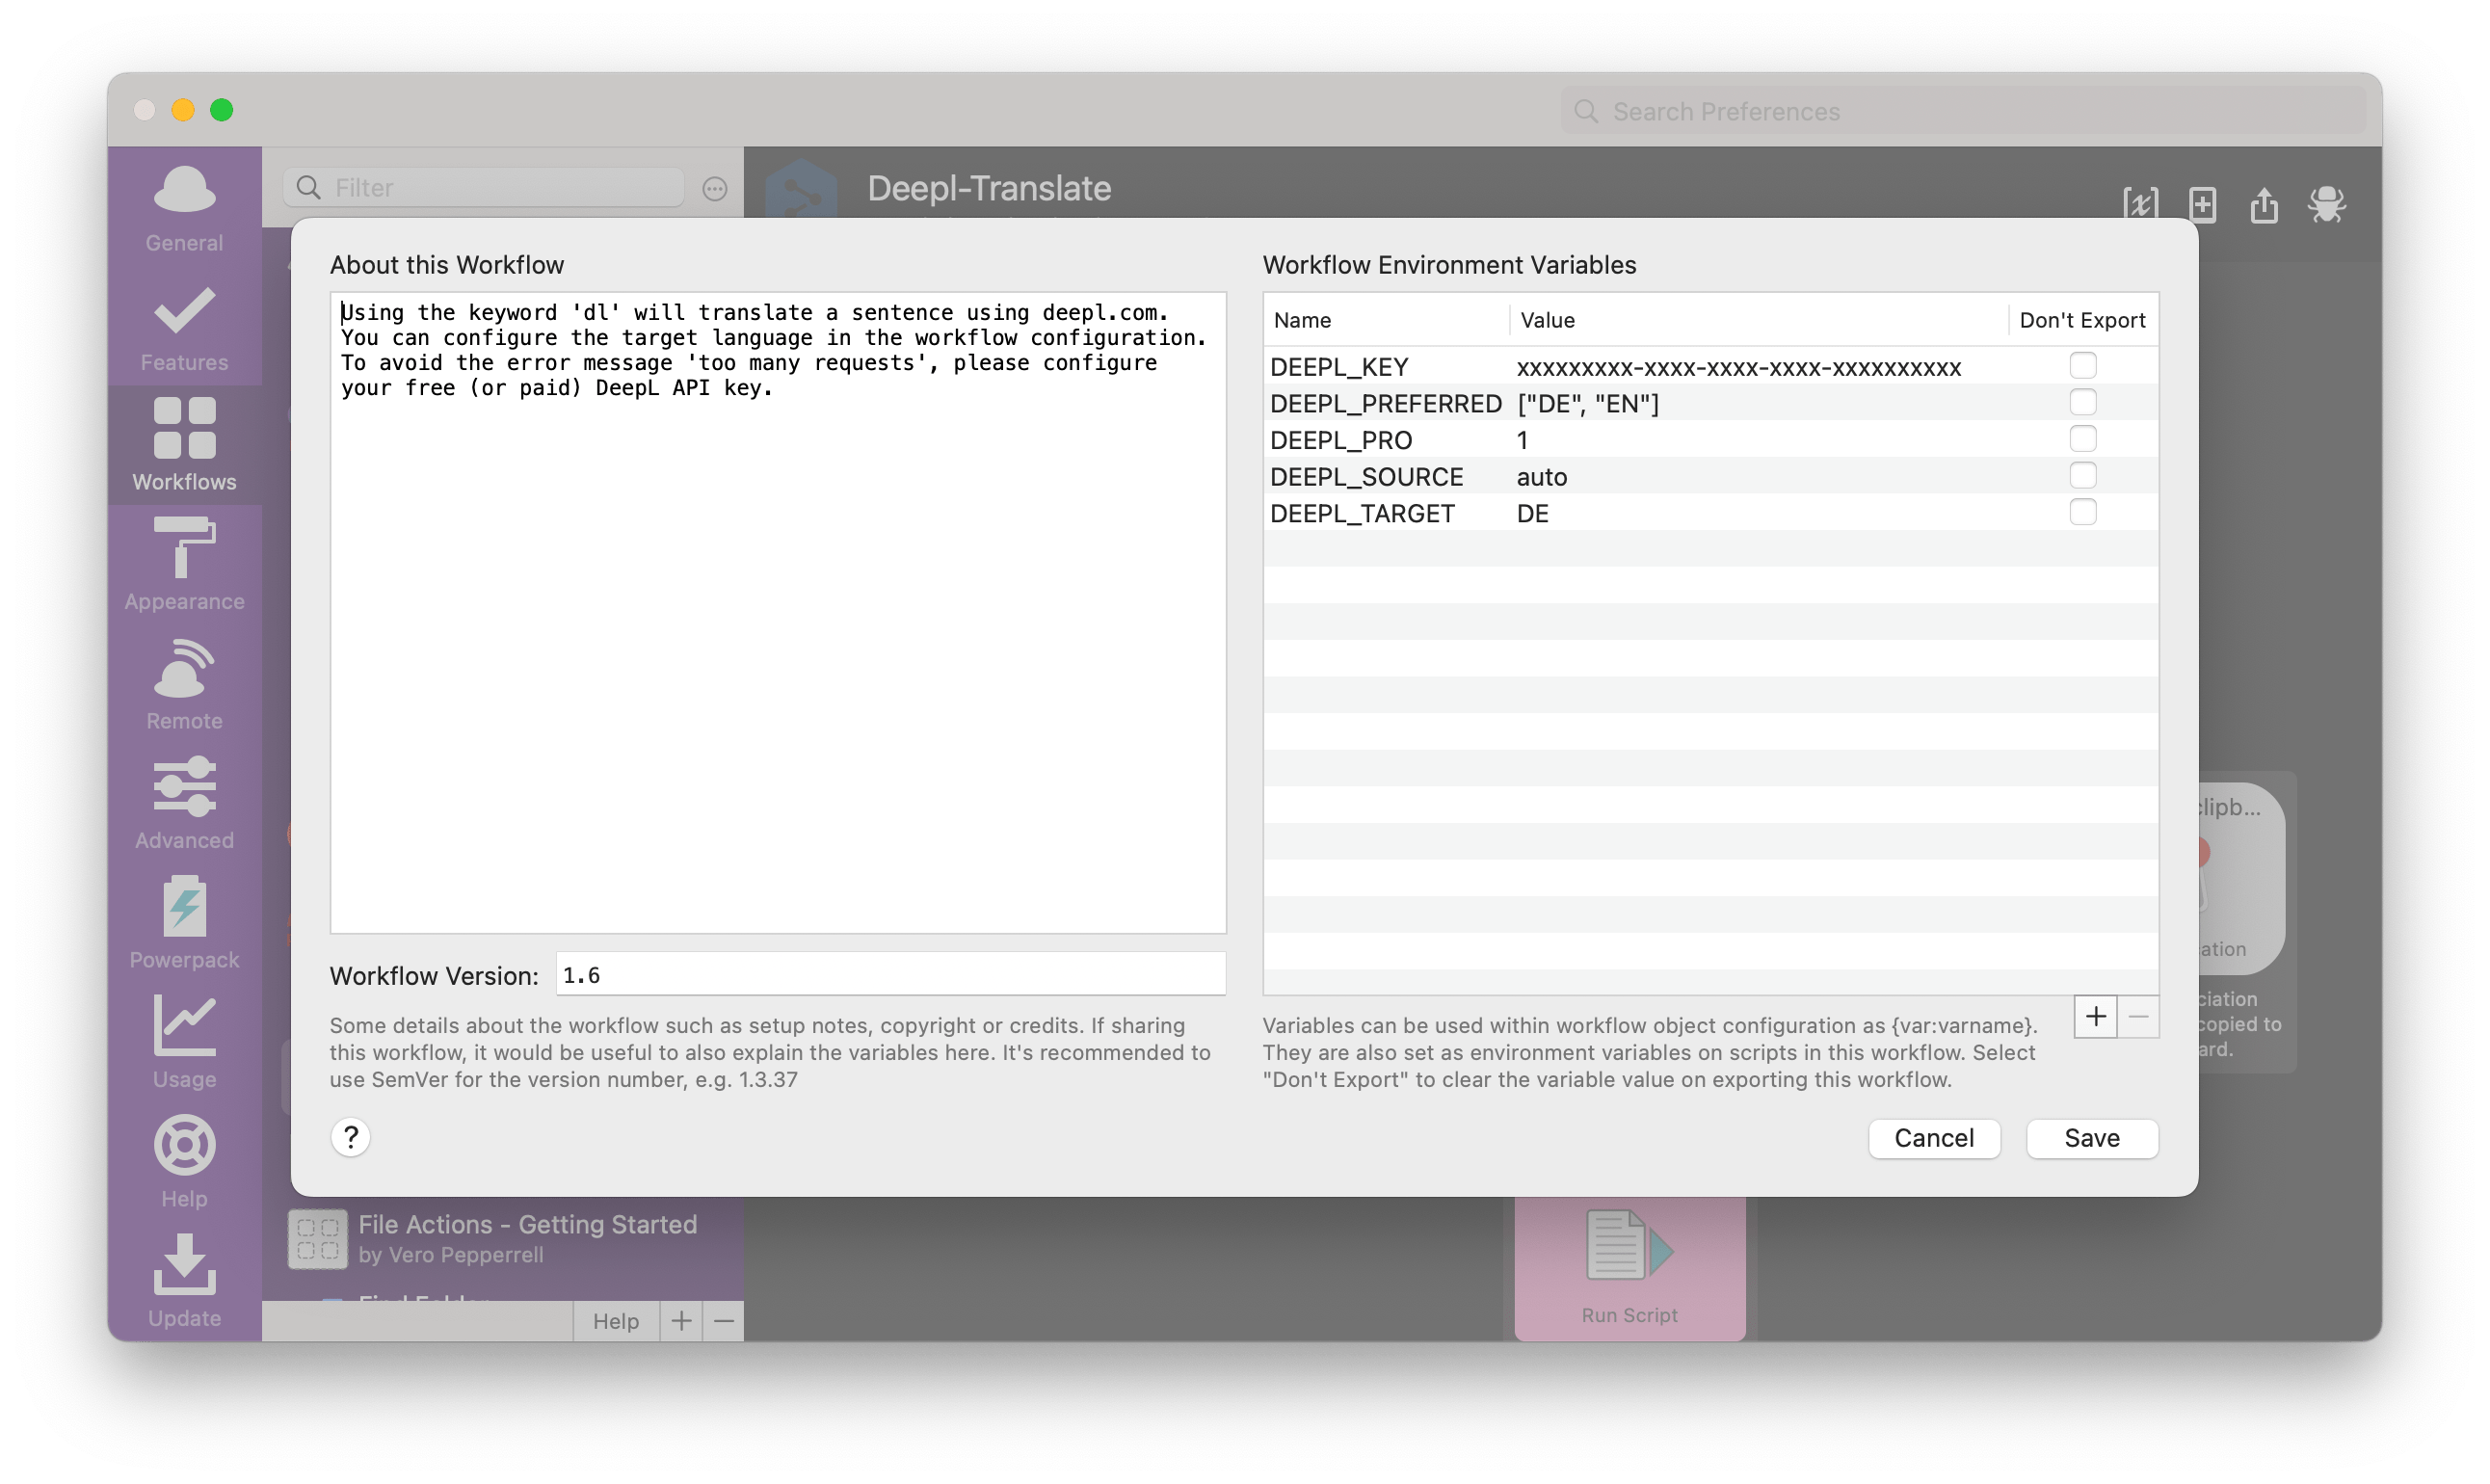 Search Preferences
Filter
Deepl-Translate
General
Features
Workflows
Appearance
Remote
Advanced
Powerpack
Usage
Help
Update
About this Workflow
Using the keyword 'dl' will translate a sentence using deepl.com.
You can configure the target language in the workflow configuration.
To avoid the error message 'too many requests', please configure
your free (or paid) DeepL API key.
Workflow Version: 1.6
Some details about the workflow such as setup notes, copyright or credits. If sharing
this workflow, it would be useful to also explain the variables here. It's recommended to
use SemVer for the version number, e.g. 1.3.37
?
Workflow Environment Variables
Name Value Don't Export
DEEPL_KEY xxxxxxxxx-xxxx-xxxx-xxxx-xxxxxxxxxx
DEEPL_PREFERRED ["DE", "EN"]
DEEPL_PRO 1
DEEPL_SOURCE auto
DEEPL_TARGET DE
Variables can be used within workflow object configuration as {var:varname}.
They are also set as environment variables on scripts in this workflow. Select
"Don't Export" to clear the variable value on exporting this workflow.
Cancel Save
clipb...
ation
ciation
copied to
ard.
File Actions - Getting Started
by Vero Pepperrell
Help
Run Script